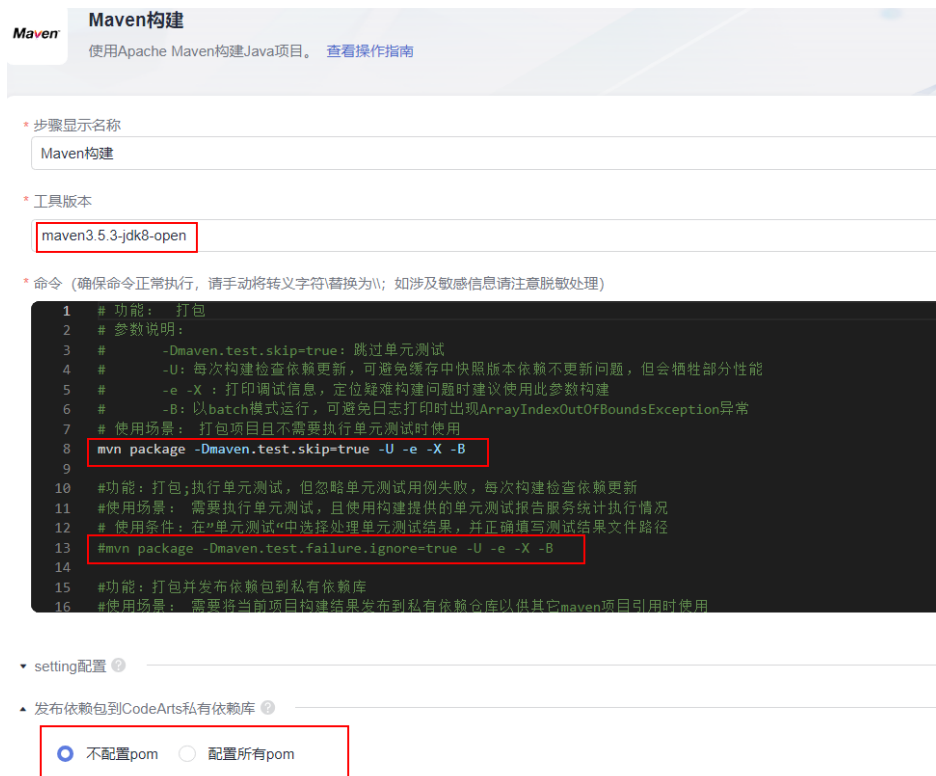 Maven
Maven构建
使用Apache Maven构建Java项目。 查看操作指南
* 步骤显示名称
Maven构建
* 工具版本
maven3.5.3-jdk8-open
* 命令（确保命令正常执行，请手动将转义字符\替换为\\；如涉及敏感信息请注意脱敏处理）
1 # 功能： 打包
2 # 参数说明：
3 # -Dmaven.test.skip=true：跳过单元测试
4 # -U：每次构建检查依赖更新，可避免缓存中快照版本依赖不更新问题，但会牺牲部分性能
5 # -e -X ：打印调试信息，定位疑难构建问题时建议使用此参数构建
6 # -B：以batch模式运行，可避免日志打印时出现ArrayIndexOutOfBoundsException异常
7 # 使用场景： 打包项目且不需要执行单元测试时使用
8 mvn package -Dmaven.test.skip=true -U -e -X -B
9
10 #功能：打包;执行单元测试，但忽略单元测试用例失败，每次构建检查依赖更新
11 #使用场景： 需要执行单元测试，且使用构建提供的单元测试报告服务统计执行情况
12 # 使用条件：在”单元测试“中选择处理单元测试结果，并正确填写测试结果文件路径
13 #mvn package -Dmaven.test.failure.ignore=true -U -e -X -B
14
15 #功能：打包并发布依赖包到私有依赖库
16 #使用场景： 需要将当前项目构建结果发布到私有依赖仓库以供其它maven项目引用时使用
setting配置 ?
发布依赖包到CodeArts私有依赖库 ?
不配置pom 配置所有pom